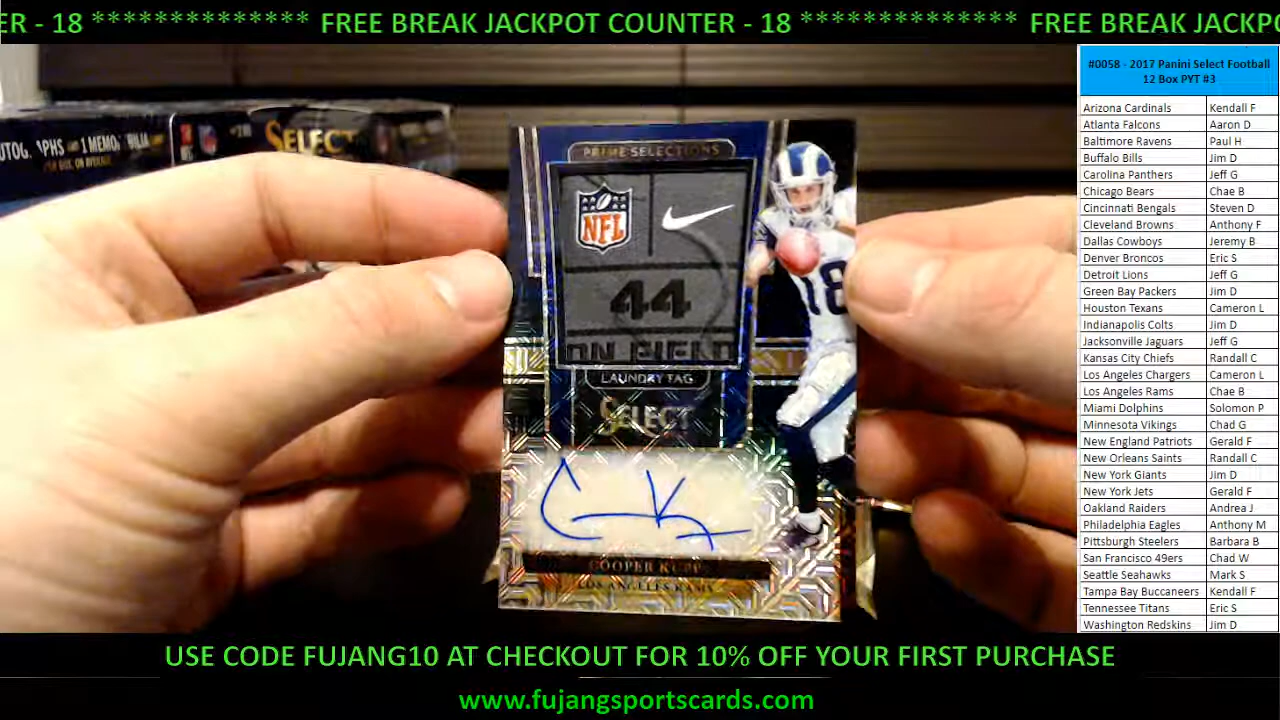 ER - 18 ************** FREE BREAK JACKPOT COUNTER - 18 ************** FREE BREAK JACKPO
#0058 - 2017 Panini Select Football
12 Box PYT #3
Arizona Cardinals Kendall F
Atlanta Falcons Aaron D
Baltimore Ravens Paul H
Buffalo Bills Jim D
Carolina Panthers Jeff G
Chicago Bears Chae B
Cincinnati Bengals Steven D
Cleveland Browns Anthony F
Dallas Cowboys Jeremy B
Denver Broncos Eric S
Detroit Lions Jeff G
Green Bay Packers Jim D
Houston Texans Cameron L
Indianapolis Colts Jim D
Jacksonville Jaguars Jeff G
Kansas City Chiefs Randall C
Los Angeles Chargers Cameron L
Los Angeles Rams Chae B
Miami Dolphins Solomon P
Minnesota Vikings Chad G
New England Patriots Gerald F
New Orleans Saints Randall C
New York Giants Jim D
New York Jets Gerald F
Oakland Raiders Andrea J
Philadelphia Eagles Anthony M
Pittsburgh Steelers Barbara B
San Francisco 49ers Chad W
Seattle Seahawks Mark S
Tampa Bay Buccaneers Kendall F
Tennessee Titans Eric S
Washington Redskins Jim D
SELECT
PRIME SELECTIONS
NFL
44
ON FIELD
18
LAUNDRY TAG
SELECT
COOPER KUPP
LOS ANGELES RAMS
USE CODE FUJANG10 AT CHECKOUT FOR 10% OFF YOUR FIRST PURCHASE
www.fujangsportscards.com